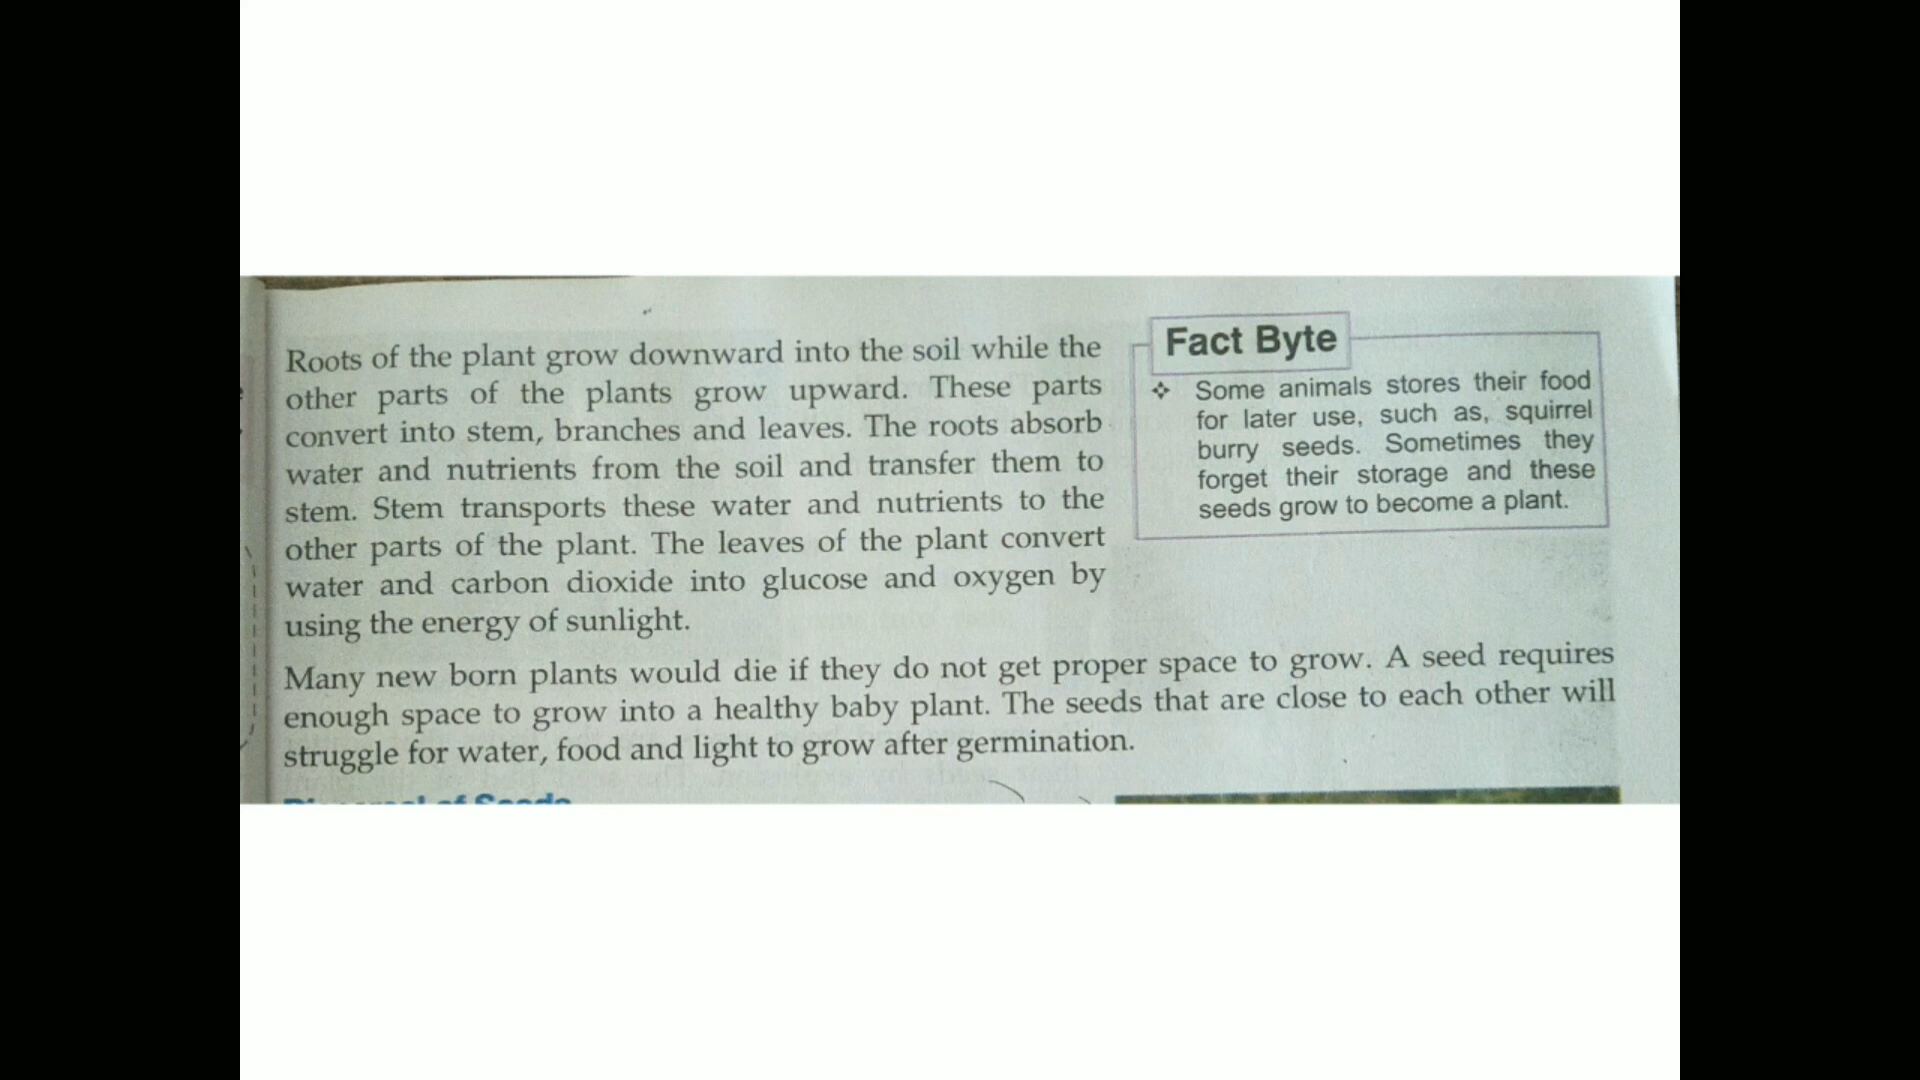 Roots of the plant grow downward into the soil while the
other parts of the plants grow upward. These parts
convert into stem, branches and leaves. The roots absorb
water and nutrients from the soil and transfer them to
stem. Stem transports these water and nutrients to the
other parts of the plant. The leaves of the plant convert
water and carbon dioxide into glucose and oxygen by
using the energy of sunlight.
Fact Byte
❖ Some animals stores their food
for later use, such as, squirrel
burry seeds. Sometimes they
forget their storage and these
seeds grow to become a plant.
Many new born plants would die if they do not get proper space to grow. A seed requires
enough space to grow into a healthy baby plant. The seeds that are close to each other will
struggle for water, food and light to grow after germination.